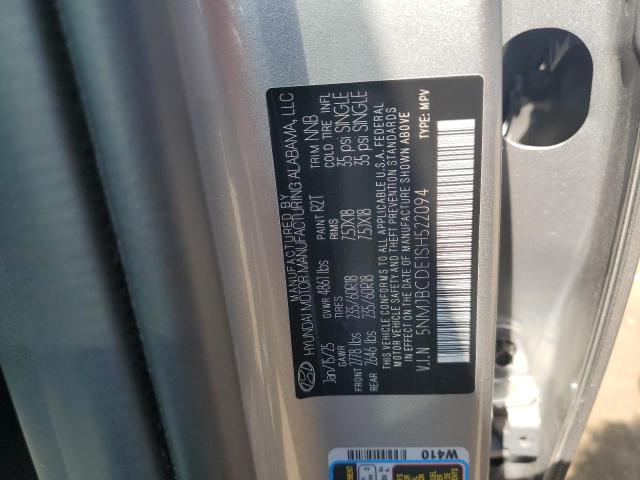 MANUFACTURED BY
HYUNDAI MOTOR MANUFACTURING ALABAMA, LLC
Jan/15/25 GVWR 4861 lbs PAINT R2T TRIM NNB
GAWR TIRES RIMS COLD TIRE INFL
FRONT 2778 lbs 235/60R18 7.5JX18 35 psi SINGLE
REAR 2646 lbs 235/60R18 7.5JX18 35 psi SINGLE
THIS VEHICLE CONFORMS TO ALL APPLICABLE U.S.A. FEDERAL
MOTOR VEHICLE SAFETY AND THEFT PREVENTION STANDARDS
IN EFFECT ON THE DATE OF MANUFACTURE SHOWN ABOVE
V.I.N 5NMJBCDE1SH522094 TYPE: MPV
W410